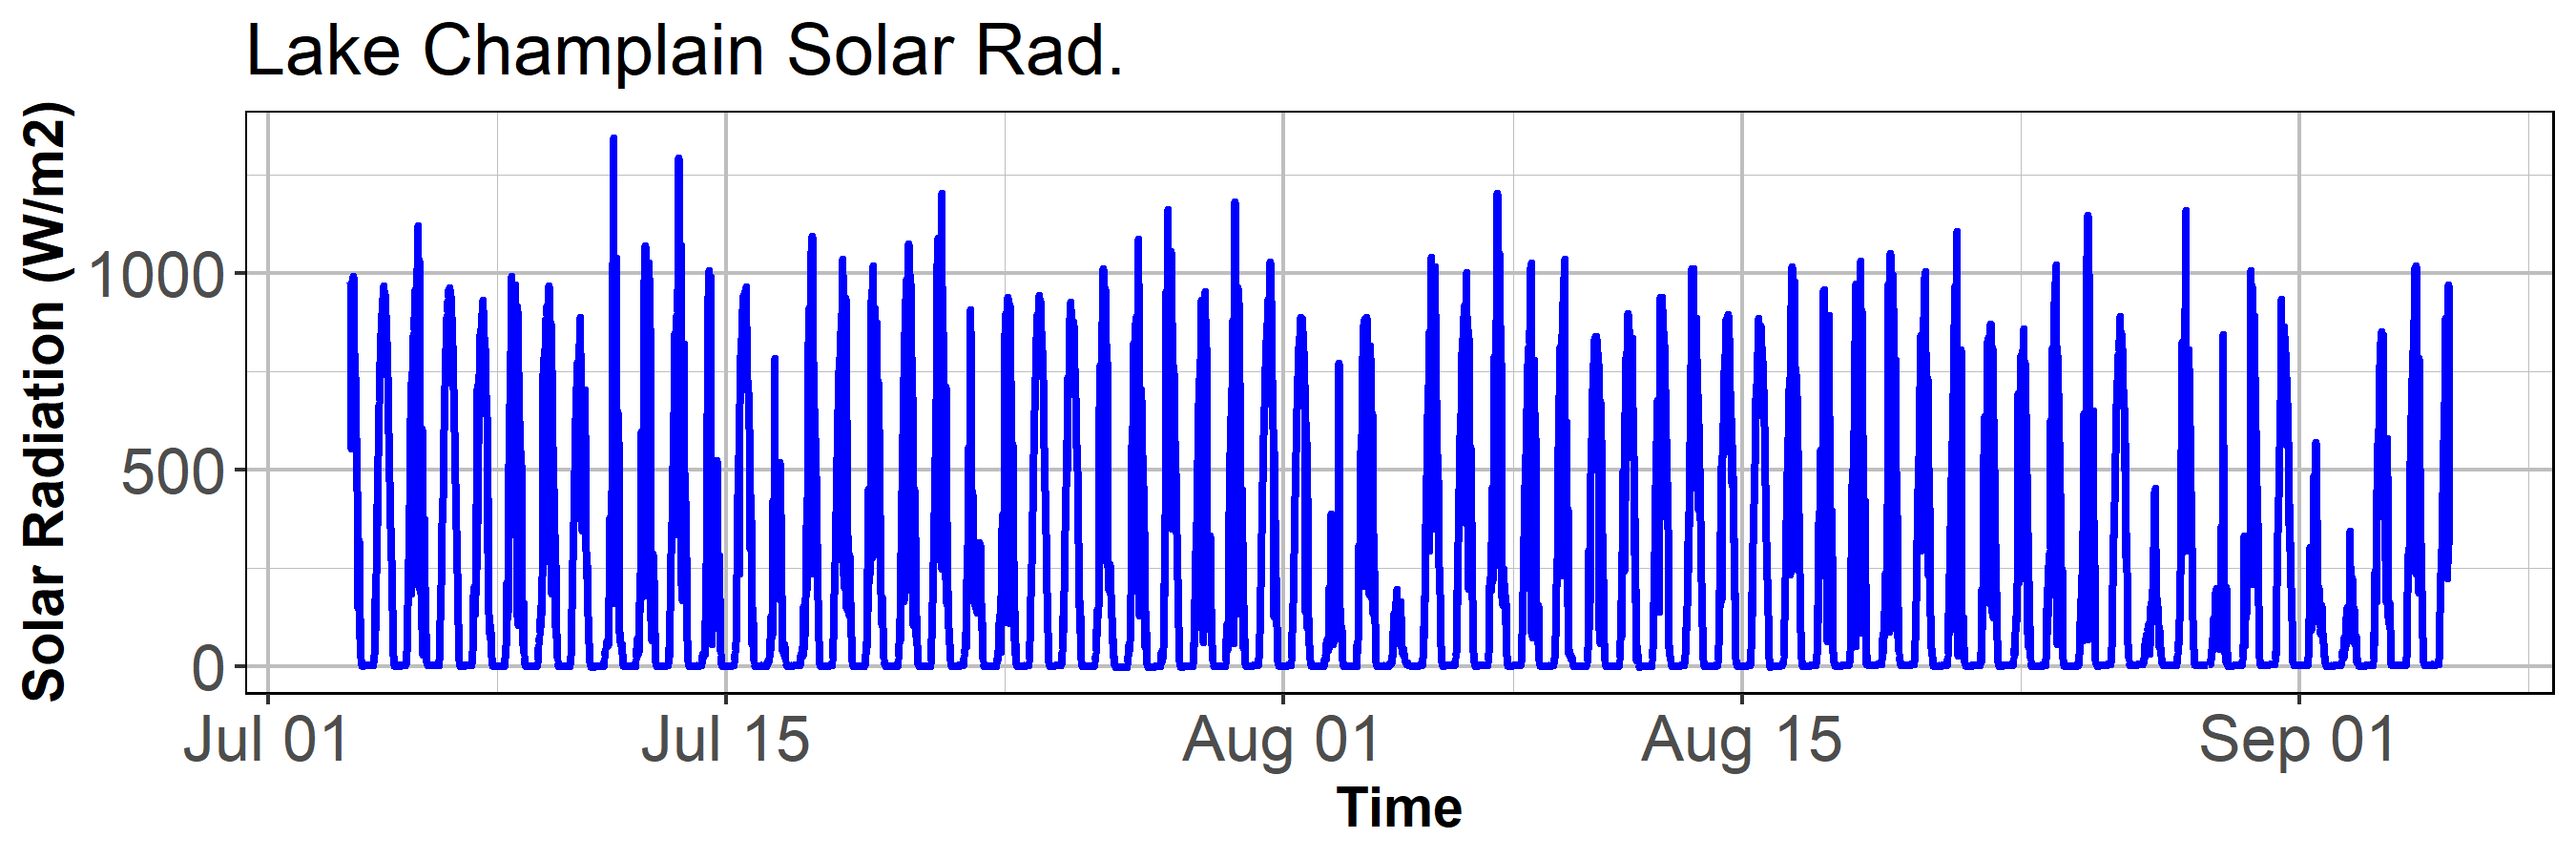 Lake Champlain Solar Rad.
Solar Radiation (W/m2)
1000
500
0
Jul 01
Jul 15
Aug 01
Aug 15
Sep 01
Time